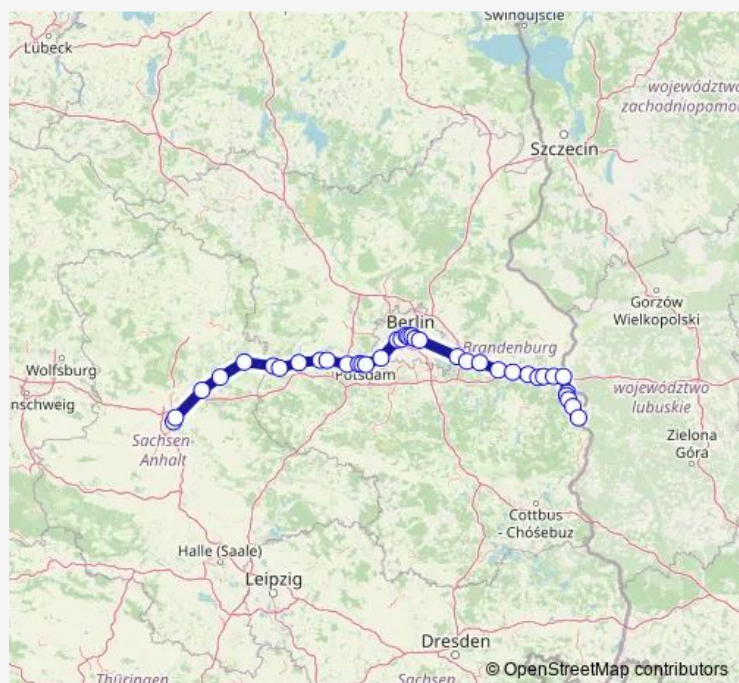 Świnoujście
Lübeck
województwo
zachodniopomor
Szczecin
Gorzów
Wielkopolski
Berlin
Brandenburg
Wolfsburg
Potsdam
nschweig
województwo
lubuskie
Sachsen-
Anhalt
Zielona
Góra
Cottbus
- Chóśebuz
Halle (Saale)
Leipzig
Dresden
Thüringen
Sachsen
© OpenStreetMap contributors